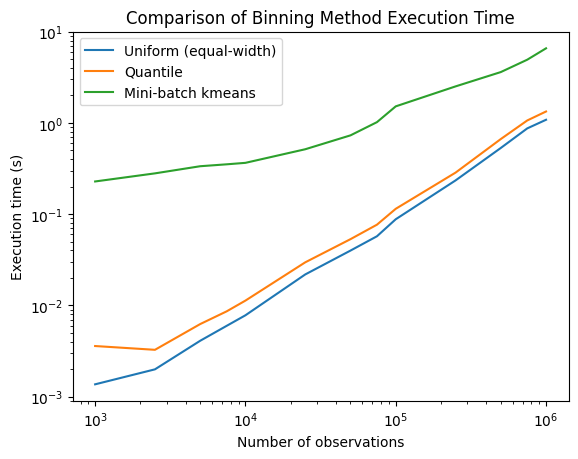 Comparison of Binning Method Execution Time
Uniform (equal-width)
Quantile
Mini-batch kmeans
Execution time (s)
10¹
10⁰
10⁻¹
10⁻²
10⁻³
10³
10⁴
10⁵
10⁶
Number of observations